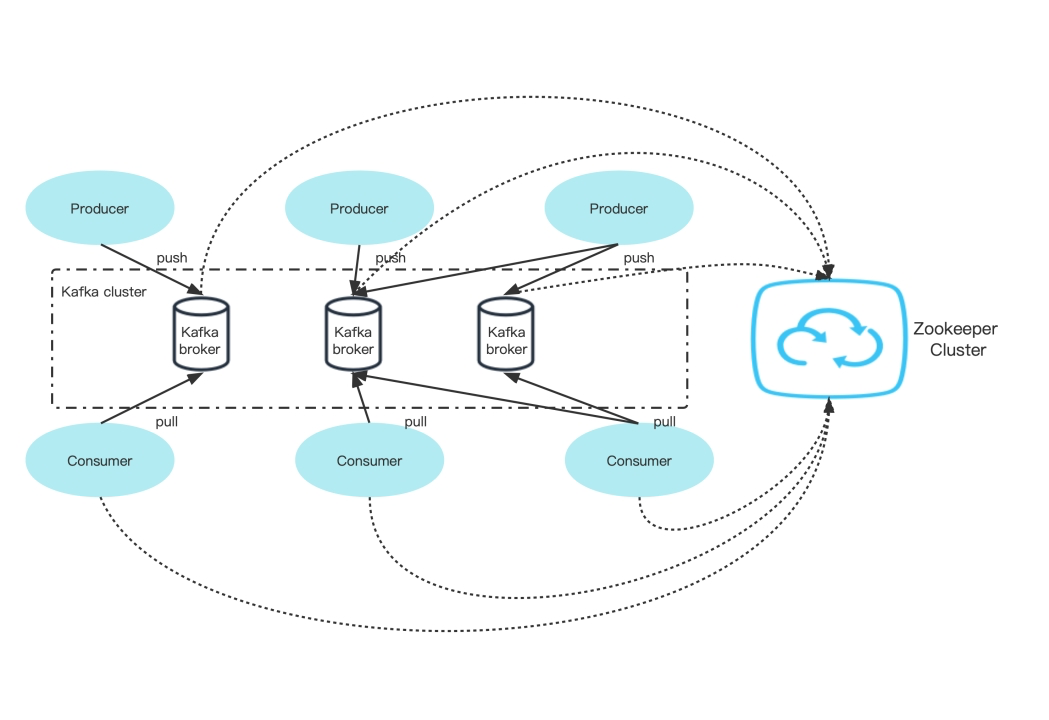 Producer
Producer
Producer
push
push
push
Kafka cluster
Kafka
broker
Kafka
broker
Kafka
broker
Zookeeper
Cluster
pull
pull
pull
Consumer
Consumer
Consumer